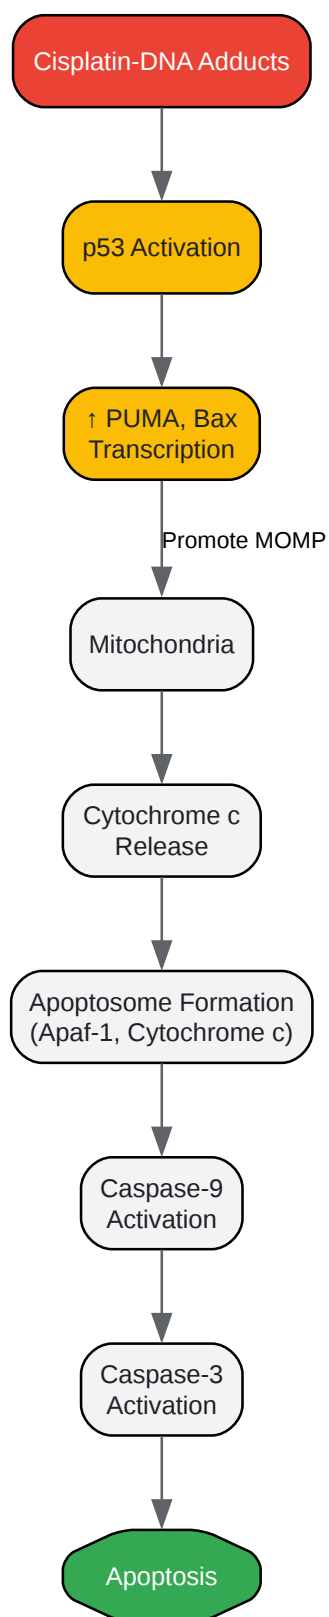 Cisplatin-DNA Adducts
p53 Activation
↑ PUMA, Bax
Transcription
Promote MOMP
Mitochondria
Cytochrome c
Release
Apoptosome Formation
(Apaf-1, Cytochrome c)
Caspase-9
Activation
Caspase-3
Activation
Apoptosis